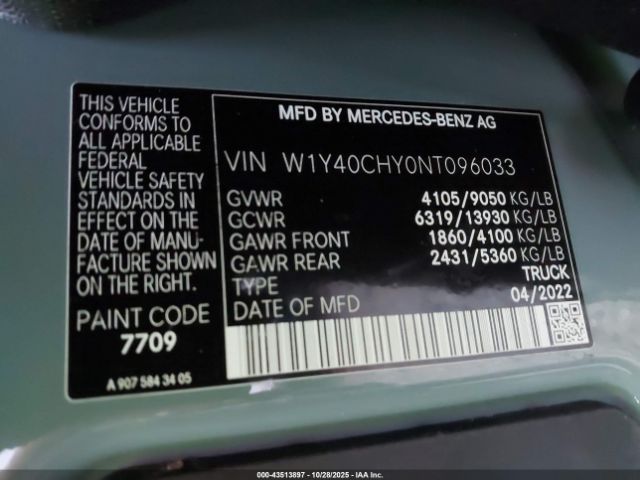 THIS VEHICLE
CONFORMS TO
ALL APPLICABLE
FEDERAL
VEHICLE SAFETY
STANDARDS IN
EFFECT ON THE
DATE OF MANU-
FACTURE SHOWN
ON THE RIGHT.
PAINT CODE
7709
A 907 584 34 05
MFD BY MERCEDES-BENZ AG
VIN W1Y40CHY0NT096033
GVWR 4105/9050 KG/LB
GCWR 6319/13930 KG/LB
GAWR FRONT 1860/4100 KG/LB
GAWR REAR 2431/5360 KG/LB
TYPE TRUCK
DATE OF MFD 04/2022
000-43513897 | 10/28/2025 | IAA Inc.